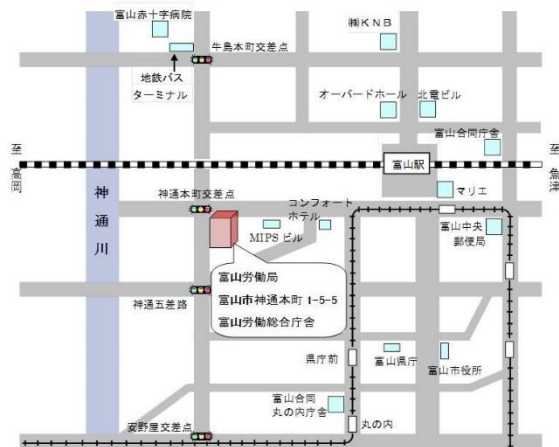 富山赤十字病院
㈱KNB
牛島本町交差点
地鉄バス
ターミナル
オーバードホール
北電ビル
富山合同庁舎
至
高岡
富山駅
至
魚津
神通川
神通本町交差点
コンフォート
ホテル
マリエ
MIPSビル
富山中央
郵便局
富山労働局
富山市神通本町 1-5-5
富山労働総合庁舎
神通五差路
県庁前
富山県庁
富山市役所
富山合同
丸の内庁舎
安野屋交差点
丸の内